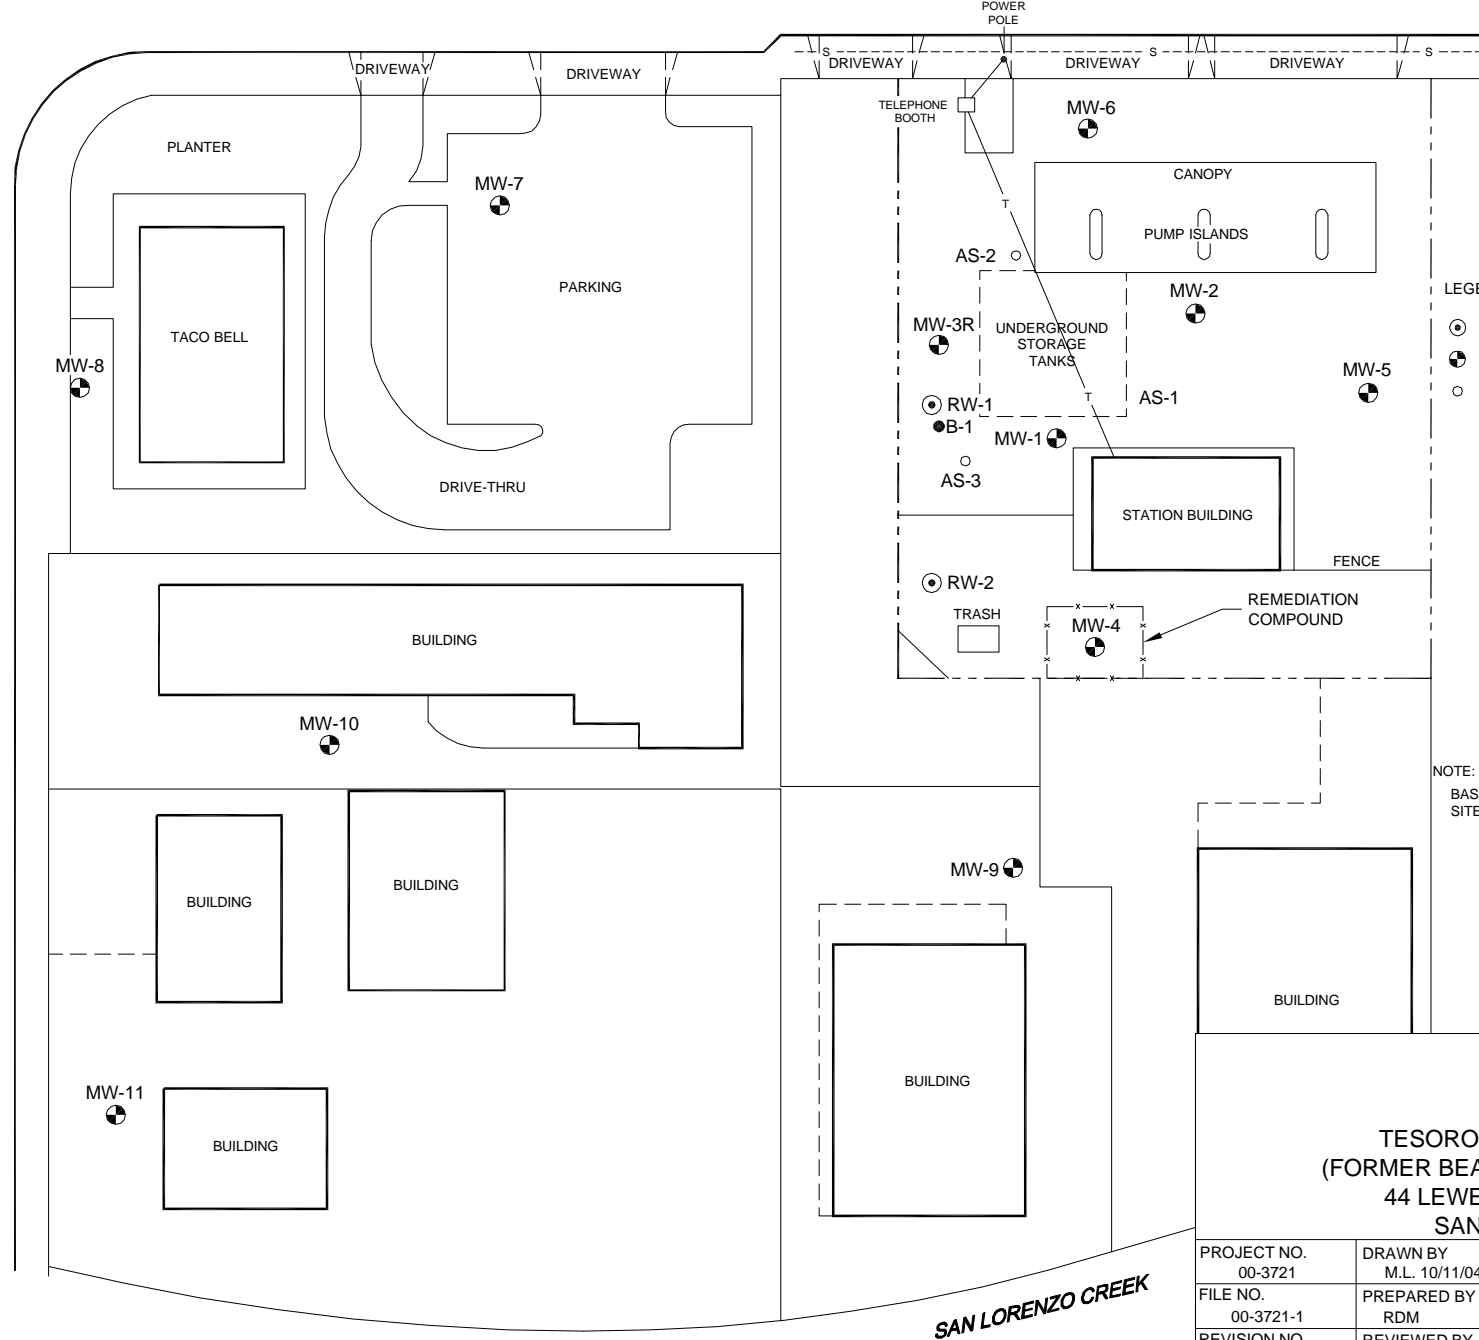 POWER
POLE
S
S
S
DRIVEWAY
DRIVEWAY
DRIVEWAY
DRIVEWAY
DRIVEWAY
TELEPHONE
BOOTH
MW-6
PLANTER
CANOPY
MW-7
T
PUMP ISLANDS
AS-2
PARKING
MW-2
LEGE
MW-3R
UNDERGROUND
STORAGE
TANKS
TACO BELL
MW-8
MW-5
T
AS-1
RW-1
B-1
MW-1
AS-3
DRIVE-THRU
STATION BUILDING
FENCE
RW-2
REMEDIATION
COMPOUND
TRASH
MW-4
BUILDING
MW-10
NOTE:
BAS
SITE
MW-9
BUILDING
BUILDING
BUILDING
BUILDING
MW-11
BUILDING
TESORO
(FORMER BEA
44 LEWE
SAN
PROJECT NO.
00-3721
DRAWN BY
M.L. 10/11/04
FILE NO.
00-3721-1
PREPARED BY
RDM
REVISION NO.
REVIEWED BY
SAN LORENZO CREEK